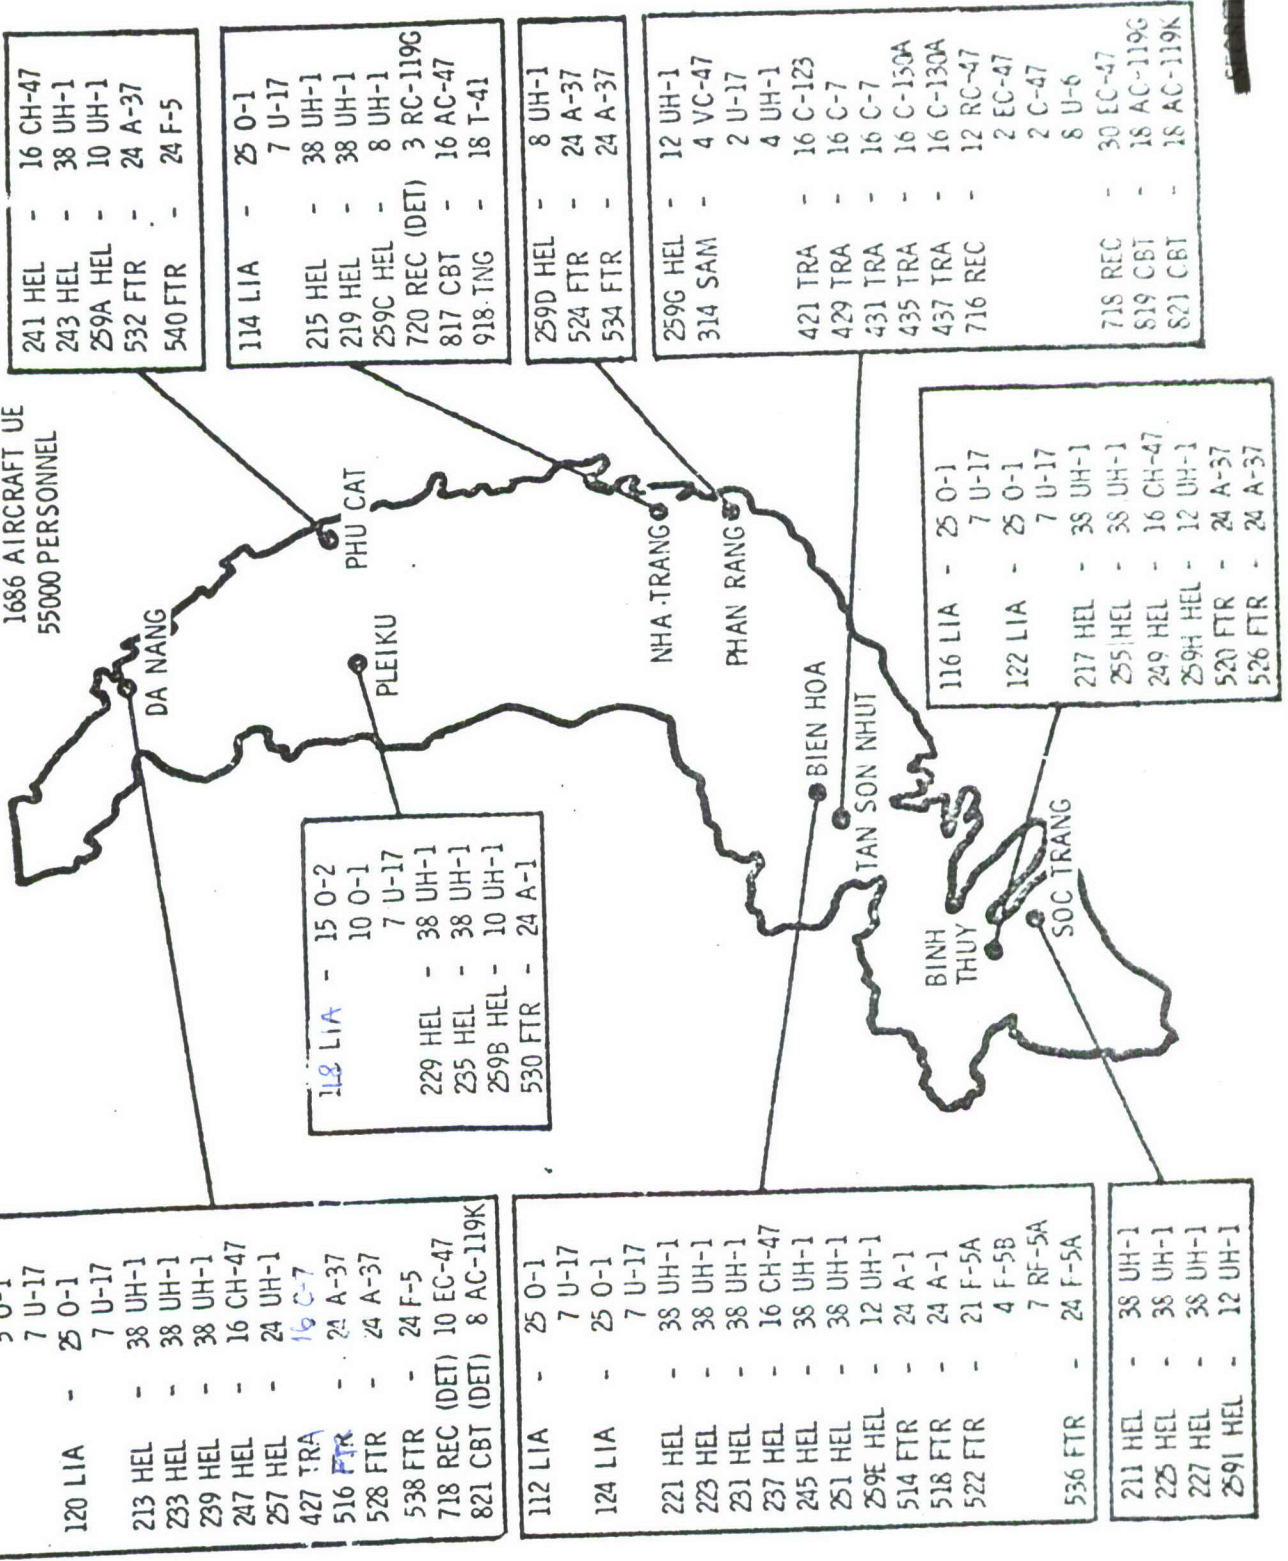 1686 AIRCRAFT UE
55000 PERSONNEL
7 U-17
120 LIA - 25 O-1
7 U-17
213 HEL - 38 UH-1
233 HEL - 38 UH-1
239 HEL - 38 UH-1
247 HEL - 16 CH-47
257 HEL - 24 UH-1
427 TRA 16 C-7
516 FTR - 24 A-37
528 FTR - 24 A-37
538 FTR - 24 F-5
718 REC (DET) 10 EC-47
821 CBT (DET) 8 AC-119K
112 LIA - 25 O-1
7 U-17
124 LIA - 25 O-1
7 U-17
221 HEL - 38 UH-1
223 HEL - 38 UH-1
231 HEL - 38 UH-1
237 HEL - 16 CH-47
245 HEL - 38 UH-1
251 HEL - 38 UH-1
259E HEL - 12 UH-1
514 FTR - 24 A-1
518 FTR - 24 A-1
522 FTR - 21 F-5A
4 F-5B
7 RF-5A
536 FTR - 24 F-5A
211 HEL - 38 UH-1
225 HEL - 38 UH-1
227 HEL - 38 UH-1
259I HEL - 12 UH-1
118 LIA - 15 O-2
10 O-1
7 U-17
229 HEL - 38 UH-1
235 HEL - 38 UH-1
259B HEL - 10 UH-1
530 FTR - 24 A-1
DA NANG
PHU CAT
PLEIKU
NHA TRANG
PHAN RANG
BIEN HOA
TAN SON NHUT
BINH
THUY
SOC TRANG
241 HEL - 16 CH-47
243 HEL - 38 UH-1
259A HEL - 10 UH-1
532 FTR - 24 A-37
540 FTR - 24 F-5
114 LIA - 25 O-1
7 U-17
215 HEL - 38 UH-1
219 HEL - 38 UH-1
259C HEL - 8 UH-1
720 REC (DET) 3 RC-119G
817 CBT - 16 AC-47
918 TNG - 18 T-41
259D HEL - 8 UH-1
524 FTR - 24 A-37
534 FTR - 24 A-37
259G HEL - 12 UH-1
314 SAM - 4 VC-47
2 U-17
4 UH-1
421 TRA - 16 C-123
429 TRA - 16 C-7
431 TRA - 16 C-7
435 TRA - 16 C-130A
437 TRA - 16 C-130A
716 REC - 12 RC-47
2 EC-47
2 C-47
8 U-6
718 REC - 30 EC-47
819 CBT - 18 AC-119G
821 CBT - 18 AC-119K
116 LIA - 25 O-1
7 U-17
122 LIA - 25 O-1
7 U-17
217 HEL - 38 UH-1
255 HEL - 38 UH-1
249 HEL - 16 CH-47
259H HEL - 12 UH-1
520 FTR - 24 A-37
526 FTR - 24 A-37